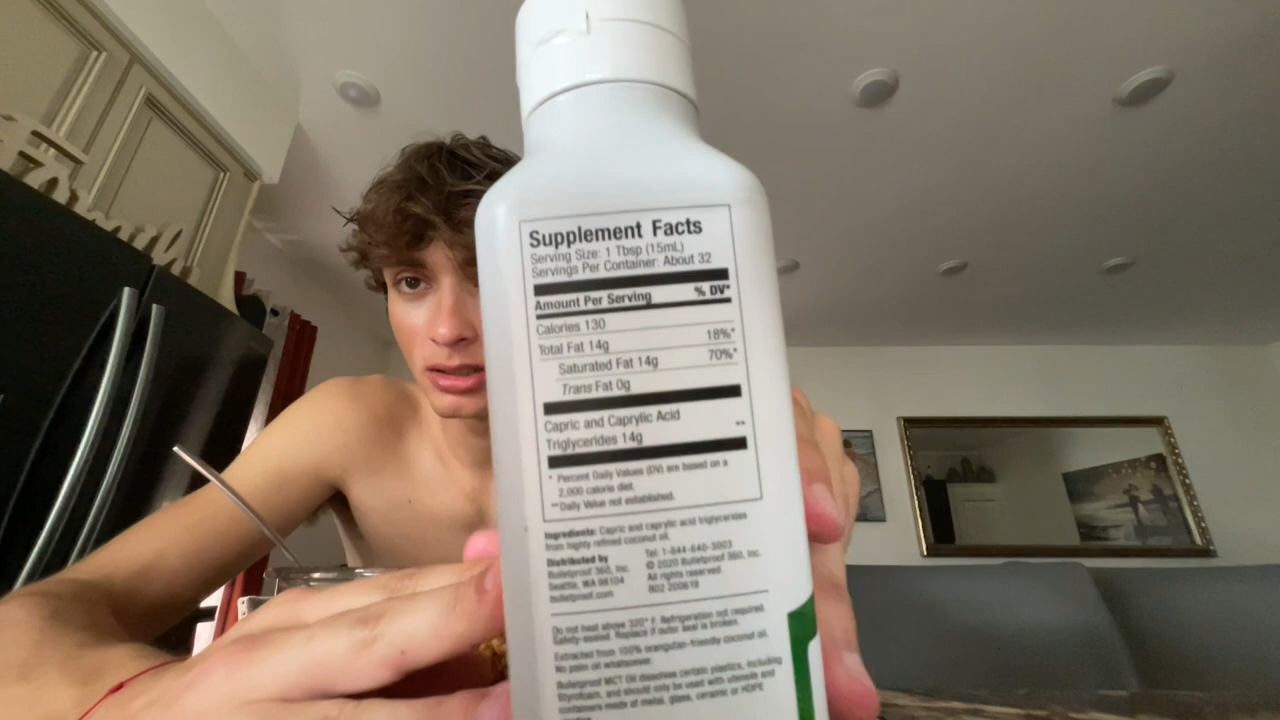 Supplement Facts
Serving Size: 1 Tbsp (15mL)
Servings Per Container: About 32
Amount Per Serving % DV*
Calories 130
Total Fat 14g 18%*
Saturated Fat 14g 70%*
Trans Fat 0g
Capric and Caprylic Acid
Triglycerides 14g **
* Percent Daily Values (DV) are based on a
2,000 calorie diet.
**Daily Value not established.
Ingredients: Capric and caprylic acid triglycerides
from highly refined coconut oil.
Distributed by
Bulletproof 360, Inc.
Seattle, WA 98104
bulletproof.com
Tel: 1-844-640-3003
© 2020 Bulletproof 360, Inc.
All rights reserved
B02 200619
Do not heat above 320° F. Refrigeration not required.
Safety-sealed. Replace if outer seal is broken.
Extracted from 100% orangutan-friendly coconut oil.
No palm oil whatsoever.
Bulletproof MCT Oil dissolves certain plastics, including
Styrofoam, and should only be used with utensils and
containers made of metal, glass, ceramic or HDPE